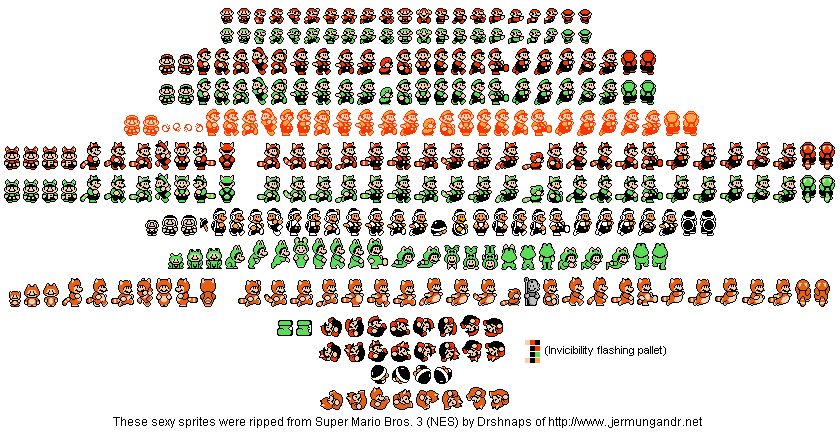 (Invicibility flashing pallet)
These sexy sprites were ripped from Super Mario Bros. 3 (NES) by Drshnaps of http://www.jermungandr.net